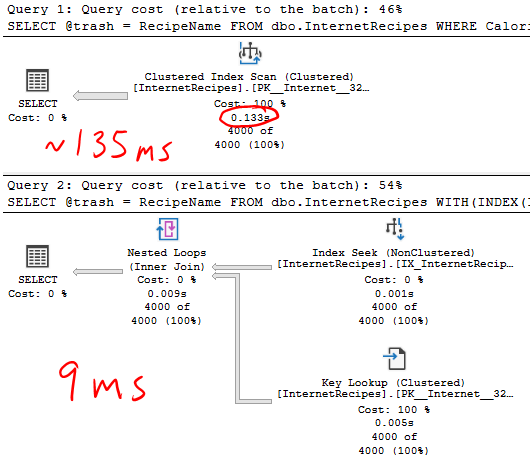 Query 1: Query cost (relative to the batch): 46%
SELECT @trash = RecipeName FROM dbo.InternetRecipes WHERE Calor
Clustered Index Scan (Clustered)
[InternetRecipes].[PK__Internet__32…
SELECT
Cost: 0 %
Cost: 100 %
0.133s
4000 of
4000 (100%)
~135ms
Query 2: Query cost (relative to the batch): 54%
SELECT @trash = RecipeName FROM dbo.InternetRecipes WITH(INDEX(I
Nested Loops
(Inner Join)
Cost: 0 %
0.009s
4000 of
4000 (100%)
Index Seek (NonClustered)
[InternetRecipes].[IX_InternetRecip…
Cost: 0 %
0.001s
4000 of
4000 (100%)
SELECT
Cost: 0 %
9ms
Key Lookup (Clustered)
[InternetRecipes].[PK__Internet__32…
Cost: 100 %
0.005s
4000 of
4000 (100%)